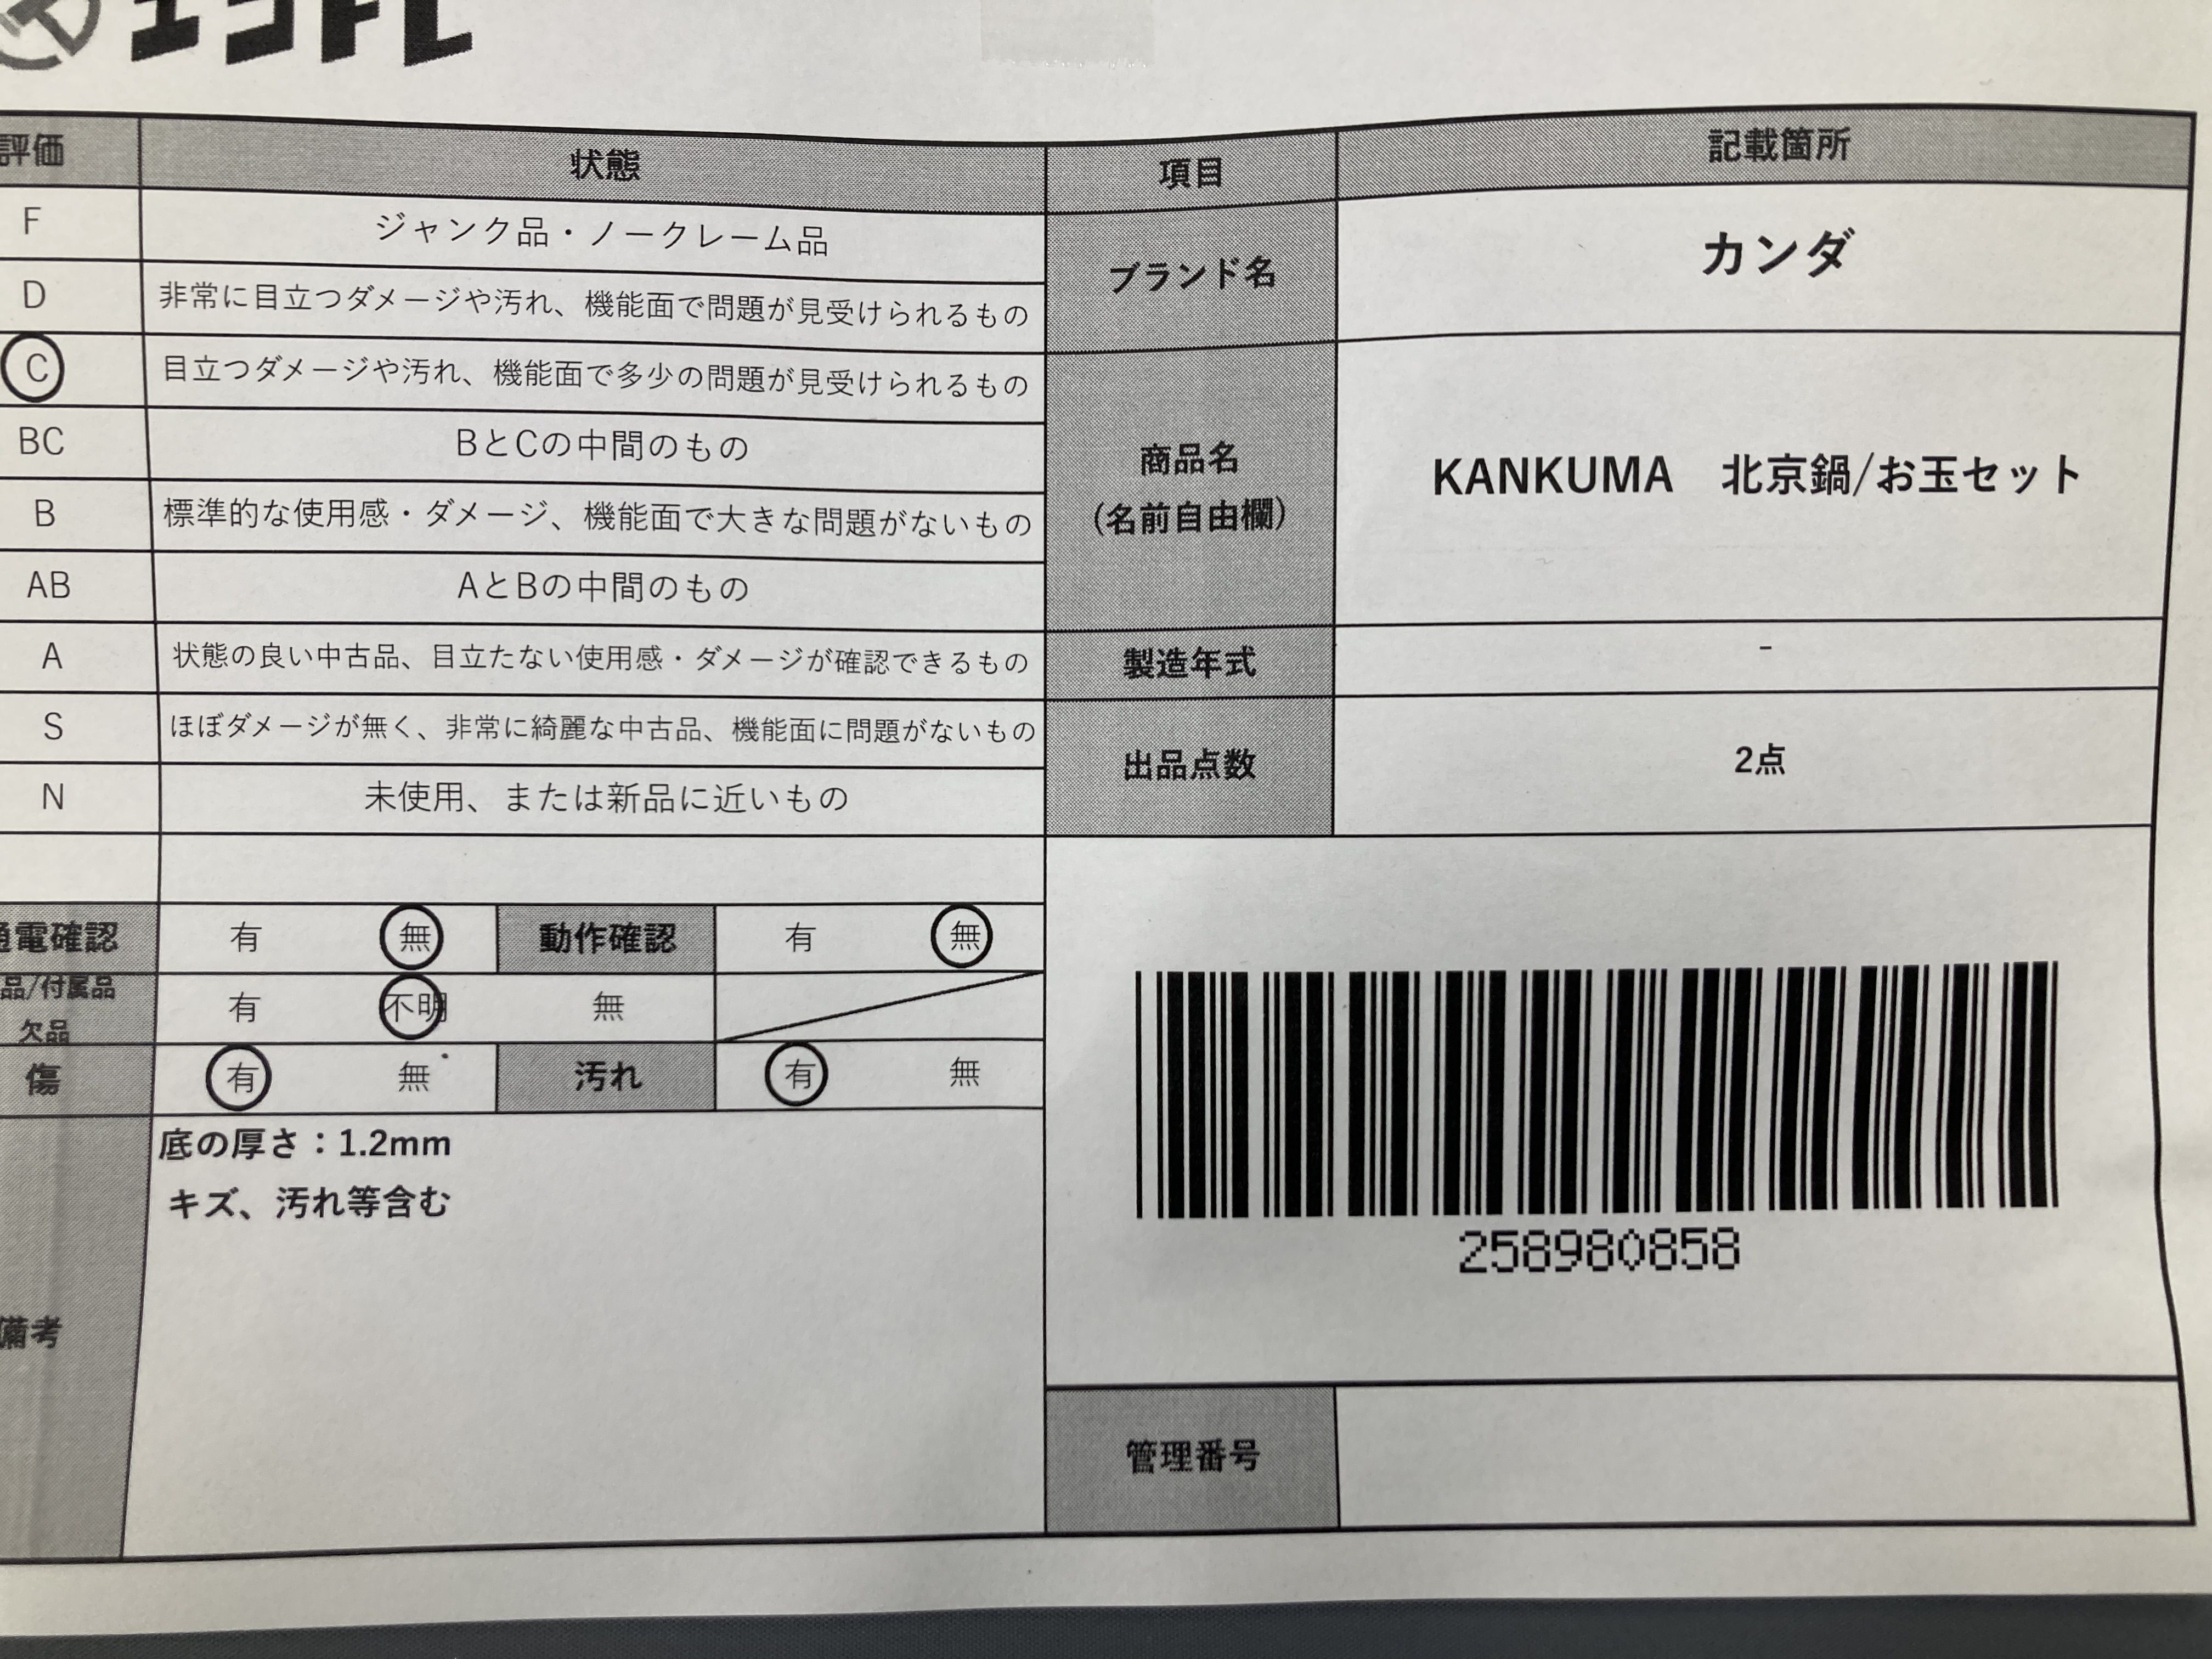 エコトレ
評価 状態 項目 記載箇所
F ジャンク品・ノークレーム品
D 非常に目立つダメージや汚れ、機能面で問題が見受けられるもの
ブランド名 カンダ
C 目立つダメージや汚れ、機能面で多少の問題が見受けられるもの
BC BとCの中間のもの
商品名
(名前自由欄)
KANKUMA 北京鍋/お玉セット
B 標準的な使用感・ダメージ、機能面で大きな問題がないもの
AB AとBの中間のもの
A 状態の良い中古品、目立たない使用感・ダメージが確認できるもの
製造年式 -
S ほぼダメージが無く、非常に綺麗な中古品、機能面に問題がないもの
出品点数 2点
N 未使用、または新品に近いもの
通電確認 有 無 動作確認 有 無
品/付属品
欠品
有 不明 無
傷 有 無 汚れ 有 無
備考
底の厚さ：1.2mm
キズ、汚れ等含む
258980858
管理番号